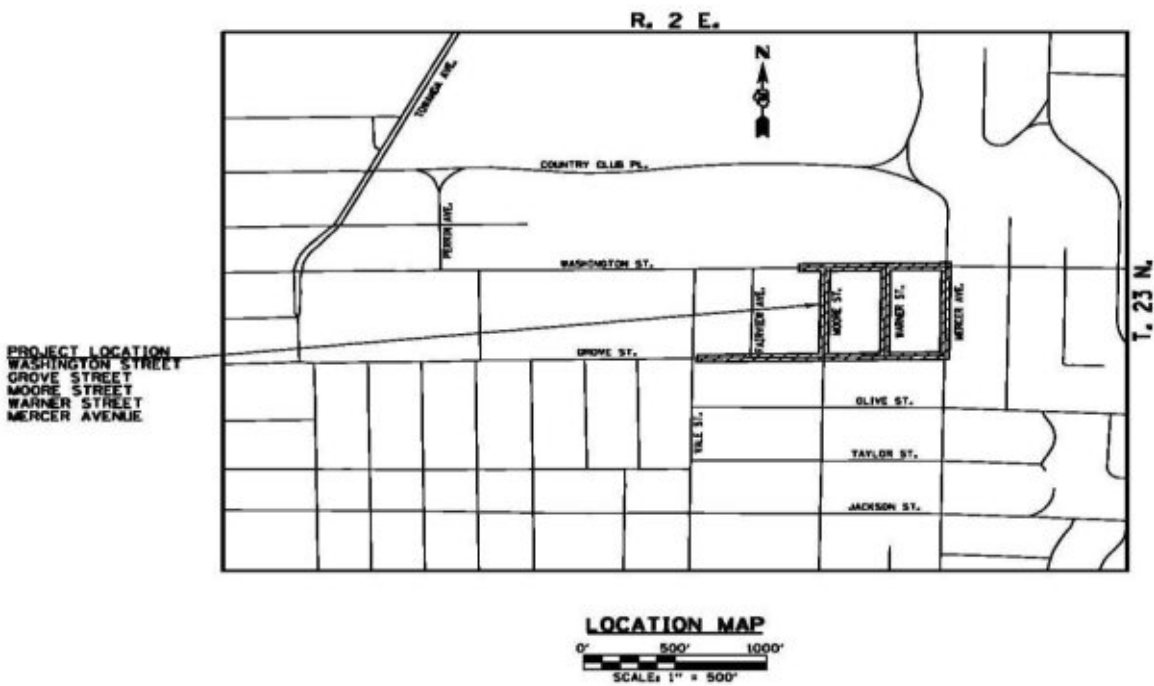 R. 2 E.
N
TOWANDA AVE.
COUNTRY CLUB PL.
PERKIN AVE.
WASHINGTON ST.
FAIRVIEW AVE.
MOORE ST.
WARNER ST.
MERCER AVE.
T. 23 N.
GROVE ST.
PROJECT LOCATION
WASHINGTON STREET
GROVE STREET
MOORE STREET
WARNER STREET
MERCER AVENUE
OLIVE ST.
VALE ST.
TAYLOR ST.
JACKSON ST.
LOCATION MAP
0' 500' 1000'
SCALE: 1" = 500'